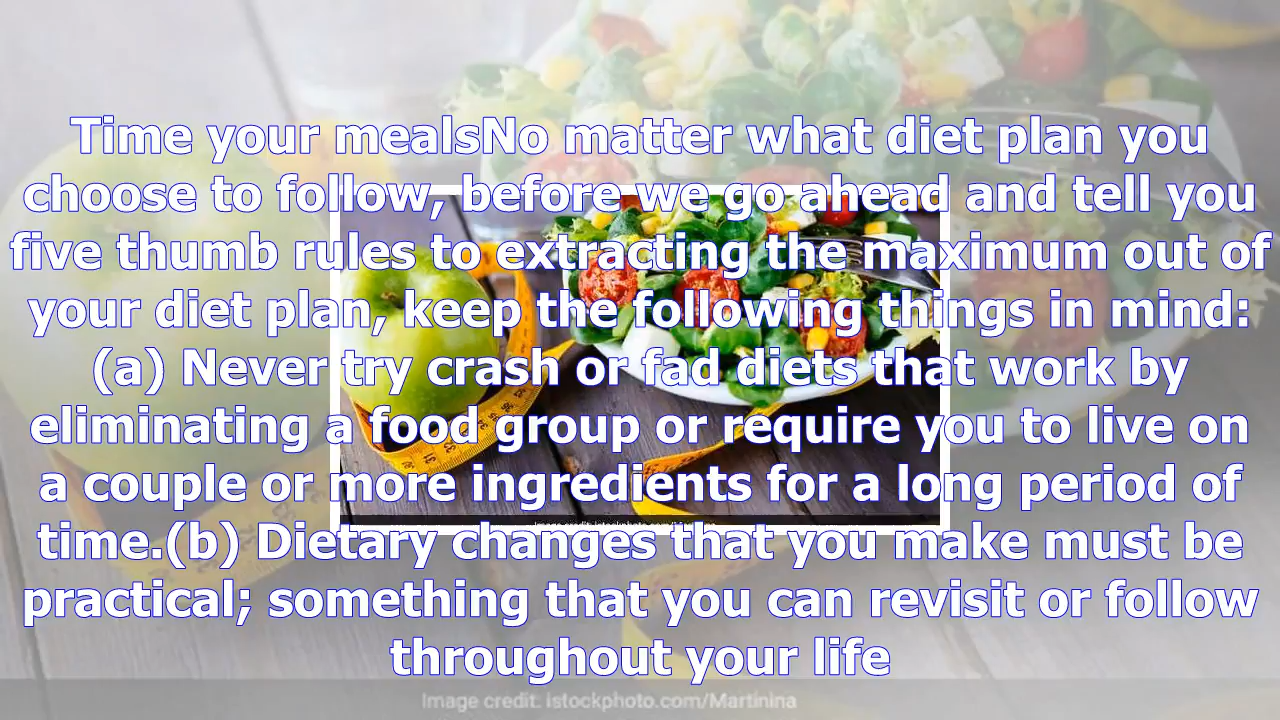 Time your mealsNo matter what diet plan you
choose to follow, before we go ahead and tell you
five thumb rules to extracting the maximum out of
your diet plan, keep the following things in mind:
(a) Never try crash or fad diets that work by
eliminating a food group or require you to live on
a couple or more ingredients for a long period of
time.(b) Dietary changes that you make must be
practical; something that you can revisit or follow
throughout your life
Image credit: istockphoto.com/Martinina